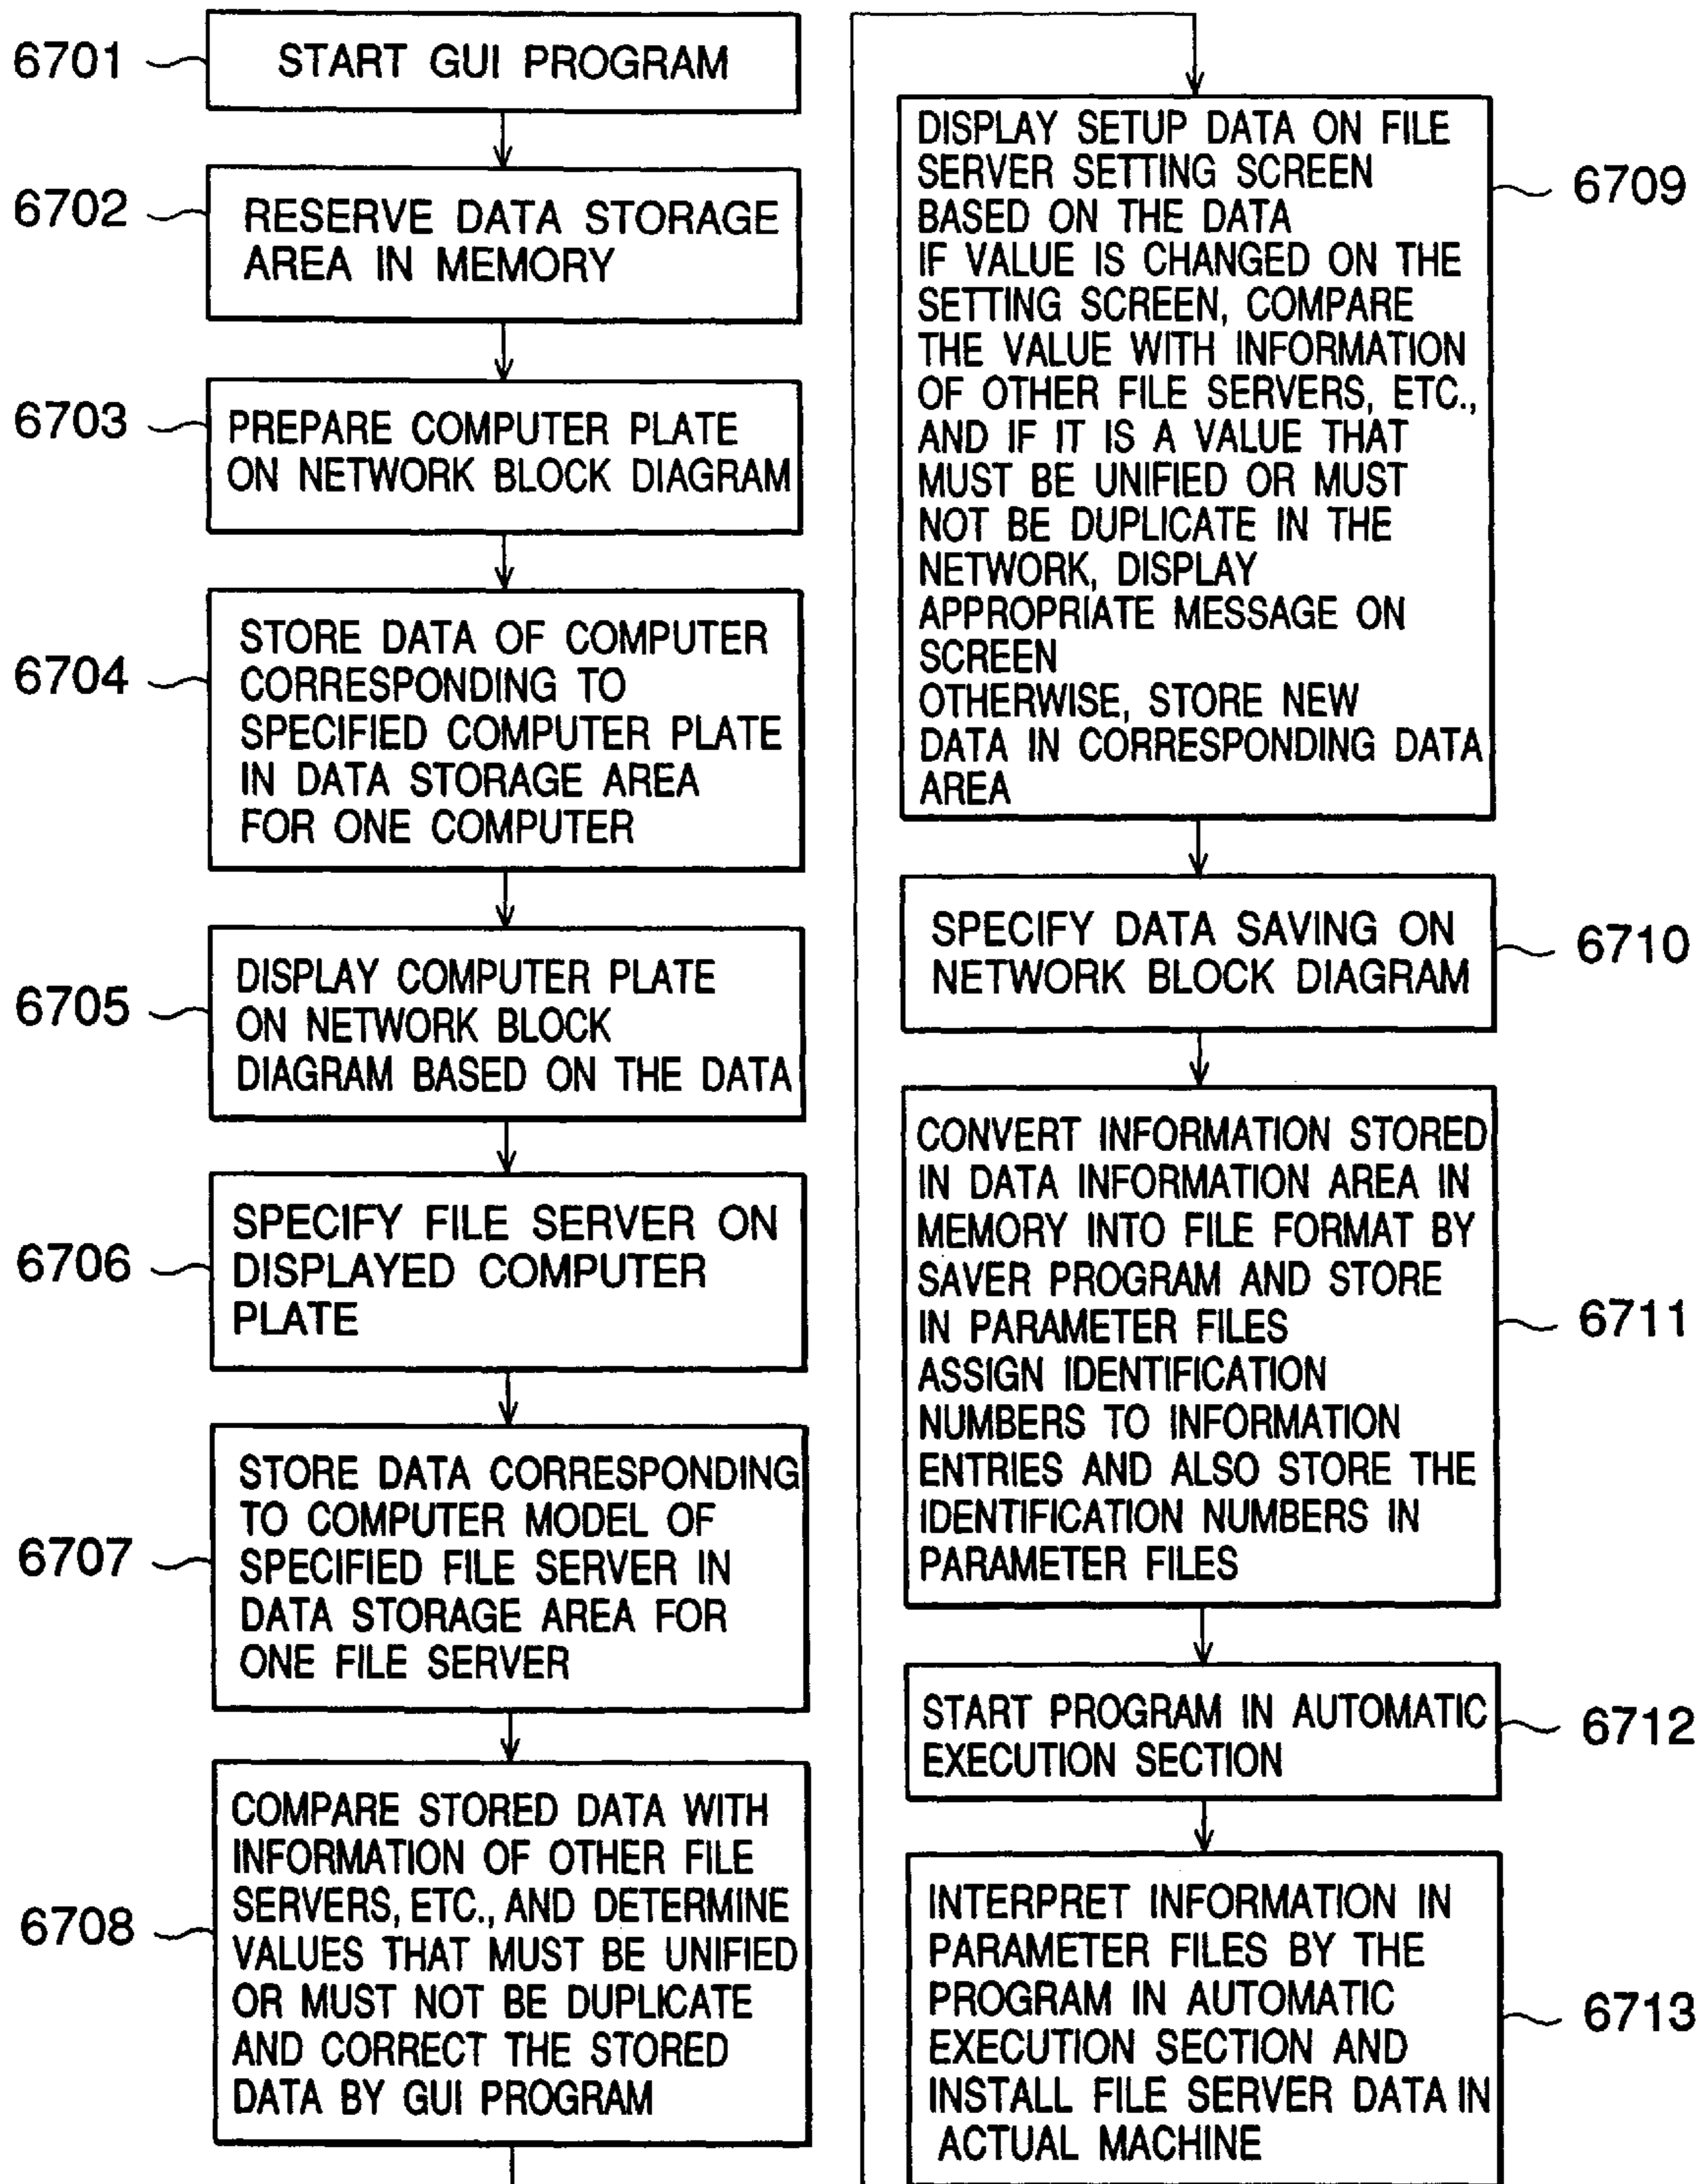 6701
START GUI PROGRAM
6702
RESERVE DATA STORAGE
AREA IN MEMORY
6703
PREPARE COMPUTER PLATE
ON NETWORK BLOCK DIAGRAM
6704
STORE DATA OF COMPUTER
CORRESPONDING TO
SPECIFIED COMPUTER PLATE
IN DATA STORAGE AREA
FOR ONE COMPUTER
6705
DISPLAY COMPUTER PLATE
ON NETWORK BLOCK
DIAGRAM BASED ON THE DATA
6706
SPECIFY FILE SERVER ON
DISPLAYED COMPUTER
PLATE
6707
STORE DATA CORRESPONDING
TO COMPUTER MODEL OF
SPECIFIED FILE SERVER IN
DATA STORAGE AREA FOR
ONE FILE SERVER
6708
COMPARE STORED DATA WITH
INFORMATION OF OTHER FILE
SERVERS, ETC., AND DETERMINE
VALUES THAT MUST BE UNIFIED
OR MUST NOT BE DUPLICATE
AND CORRECT THE STORED
DATA BY GUI PROGRAM
DISPLAY SETUP DATA ON FILE
SERVER SETTING SCREEN
BASED ON THE DATA
IF VALUE IS CHANGED ON THE
SETTING SCREEN, COMPARE
THE VALUE WITH INFORMATION
OF OTHER FILE SERVERS, ETC.,
AND IF IT IS A VALUE THAT
MUST BE UNIFIED OR MUST
NOT BE DUPLICATE IN THE
NETWORK, DISPLAY
APPROPRIATE MESSAGE ON
SCREEN
OTHERWISE, STORE NEW
DATA IN CORRESPONDING DATA
AREA
6709
SPECIFY DATA SAVING ON
NETWORK BLOCK DIAGRAM
6710
CONVERT INFORMATION STORED
IN DATA INFORMATION AREA IN
MEMORY INTO FILE FORMAT BY
SAVER PROGRAM AND STORE
IN PARAMETER FILES
ASSIGN IDENTIFICATION
NUMBERS TO INFORMATION
ENTRIES AND ALSO STORE THE
IDENTIFICATION NUMBERS IN
PARAMETER FILES
6711
START PROGRAM IN AUTOMATIC
EXECUTION SECTION
6712
INTERPRET INFORMATION IN
PARAMETER FILES BY THE
PROGRAM IN AUTOMATIC
EXECUTION SECTION AND
INSTALL FILE SERVER DATA IN
ACTUAL MACHINE
6713